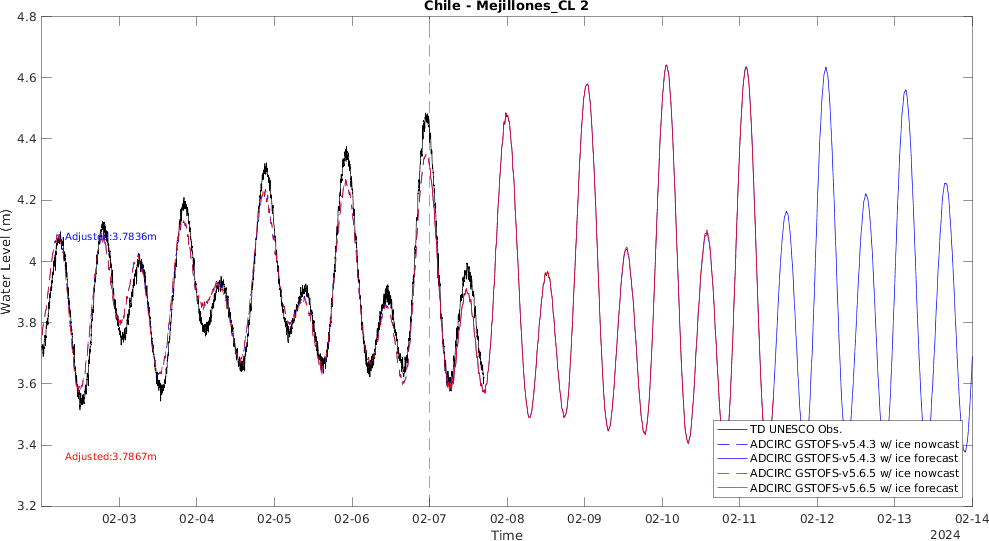 Chile - Mejillones_CL 2
4.8
4.6
4.4
4.2
4
3.8
3.6
3.4
3.2
Water Level (m)
Adjusted:3.7836m
Adjusted:3.7867m
TD UNESCO Obs.
ADCIRC GSTOFS-v5.4.3 w/ ice nowcast
ADCIRC GSTOFS-v5.4.3 w/ ice forecast
ADCIRC GSTOFS-v5.6.5 w/ ice nowcast
ADCIRC GSTOFS-v5.6.5 w/ ice forecast
02-03 02-04 02-05 02-06 02-07 02-08 02-09 02-10 02-11 02-12 02-13 02-14
Time
2024